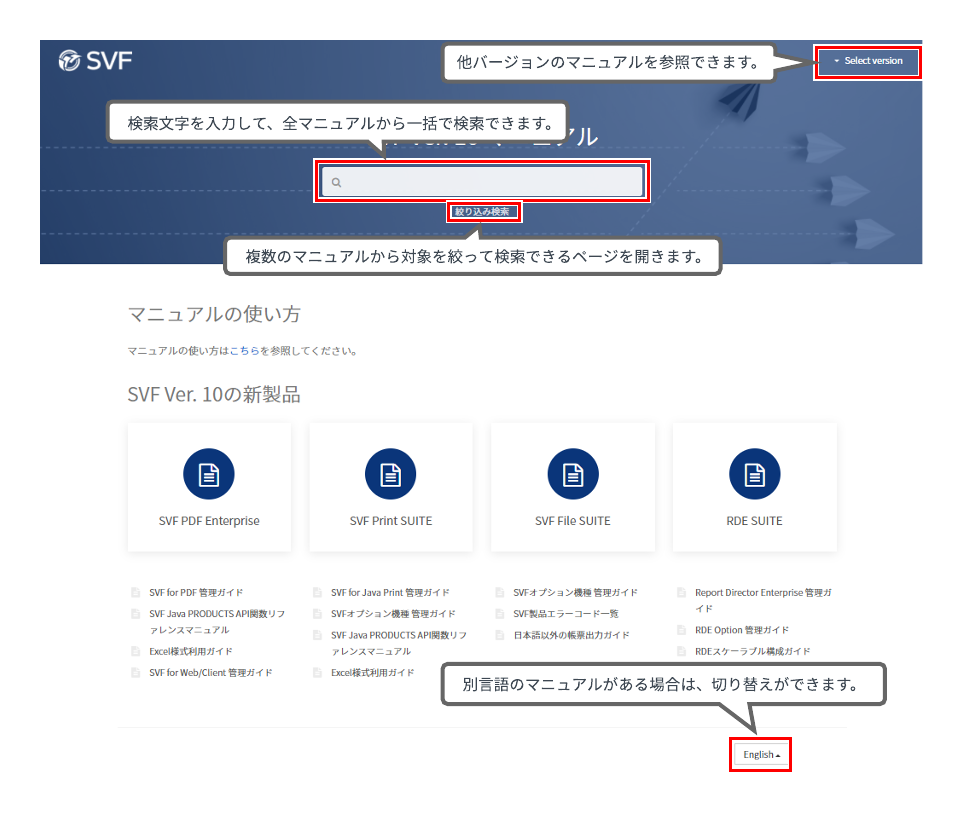 SVF
他バージョンのマニュアルを参照できます。
Select version
検索文字を入力して、全マニュアルから一括で検索できます。
絞り込み検索
複数のマニュアルから対象を絞って検索できるページを開きます。
マニュアルの使い方
マニュアルの使い方はこちらを参照してください。
SVF Ver. 10の新製品
SVF PDF Enterprise
SVF Print SUITE
SVF File SUITE
RDE SUITE
SVF for PDF 管理ガイド
SVF Java PRODUCTS API関数リフ
ァレンスマニュアル
Excel様式利用ガイド
SVF for Web/Client 管理ガイド
SVF for Java Print 管理ガイド
SVFオプション機種 管理ガイド
SVF Java PRODUCTS API関数リフ
ァレンスマニュアル
Excel様式利用ガイド
SVFオプション機種 管理ガイド
SVF製品エラーコード一覧
日本語以外の帳票出力ガイド
Report Director Enterprise 管理ガ
イド
RDE Option 管理ガイド
RDEスケーラブル構成ガイド
別言語のマニュアルがある場合は、切り替えができます。
English